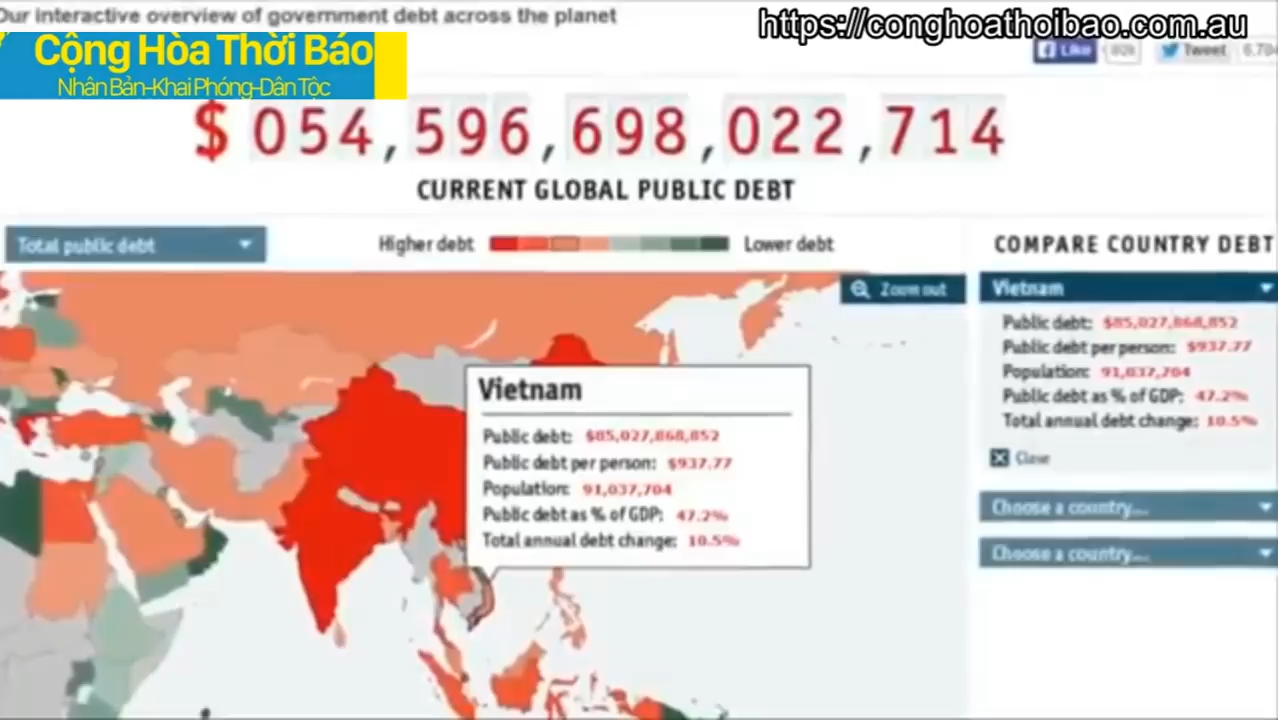 Our interactive overview of government debt across the planet
https://conghoathoibao.com.au
Cộng Hòa Thời Báo
Nhân Bản-Khai Phóng-Dân Tộc
Like
Tweet
$ 054,596,698,022,714
CURRENT GLOBAL PUBLIC DEBT
Total public debt
Higher debt
Lower debt
COMPARE COUNTRY DEBT
Zoom out
Vietnam
Public debt: $85,027,868,852
Public debt per person: $937.77
Population: 91,037,704
Public debt as % of GDP: 47.2%
Total annual debt change: 10.5%
Close
Choose a country...
Choose a country...
Vietnam
Public debt: $85,027,868,852
Public debt per person: $937.77
Population: 91,037,704
Public debt as % of GDP: 47.2%
Total annual debt change: 10.5%